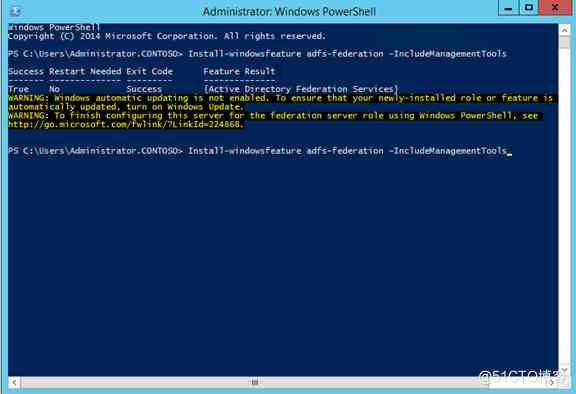 Administrator: Windows PowerShell
Windows PowerShell
Copyright (C) 2014 Microsoft Corporation. All rights reserved.
PS C:\Users\Administrator.CONTOSO> Install-windowsfeature adfs-federation -IncludeManagementTools
Success Restart Needed Exit Code Feature Result
------- -------------- --------- --------------
True No Success {Active Directory Federation Services}
WARNING: Windows automatic updating is not enabled. To ensure that your newly-installed role or feature is
automatically updated, turn on Windows Update.
WARNING: To finish configuring this server for the federation server role using Windows PowerShell, see
http://go.microsoft.com/fwlink/?LinkId=224868.
PS C:\Users\Administrator.CONTOSO> Install-windowsfeature adfs-federation -IncludeManagementTools_
@51CTO博客